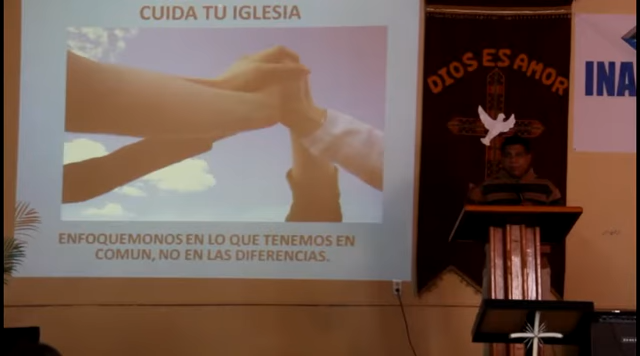 CUIDA TU IGLESIA
ENFOQUEMONOS EN LO QUE TENEMOS EN
COMUN, NO EN LAS DIFERENCIAS.
DIOS ES AMOR
INA